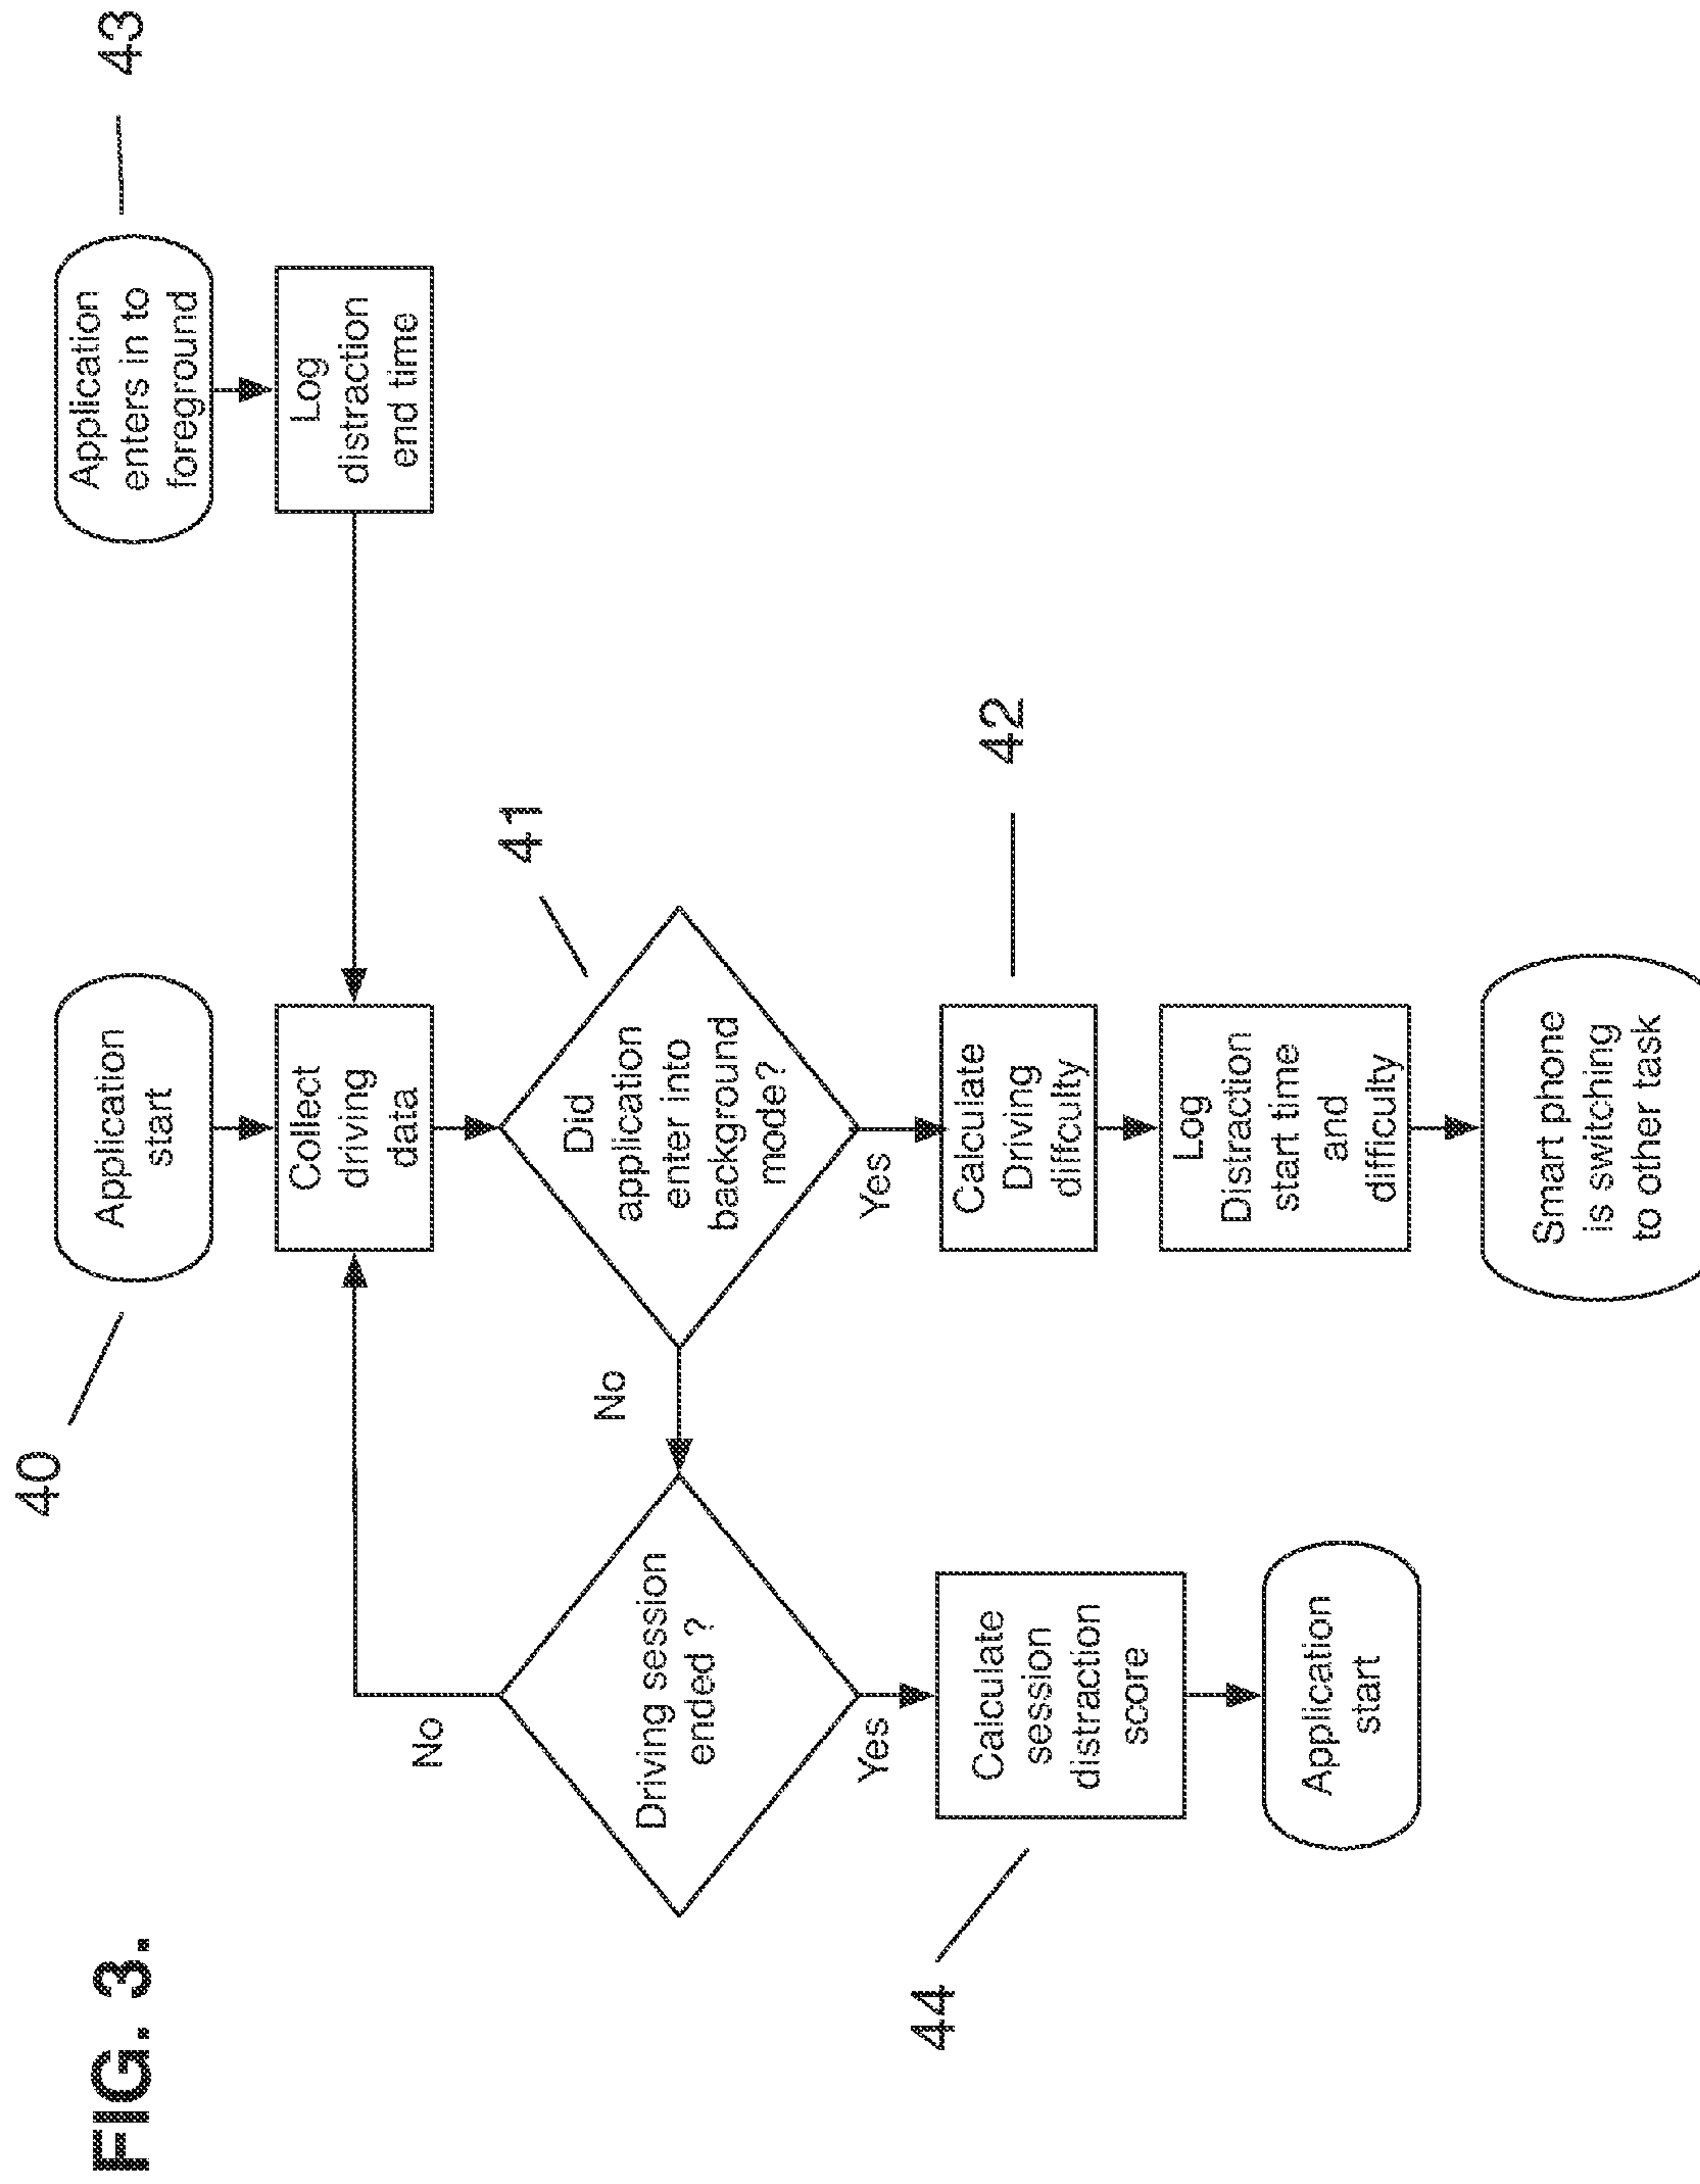 FIG. 3.
40
Application
start
43
Application
enters in to
foreground
Collect
driving
data
Log
distraction
end time
No
Driving session
ended ?
No
Did
application
enter into
background
mode?
41
Yes
Yes
44
Calculate
session
distraction
score
Calculate
Driving
diffculty
42
Application
start
Log
Distraction
start time
and
difficulty
Smart phone
is switching
to other task